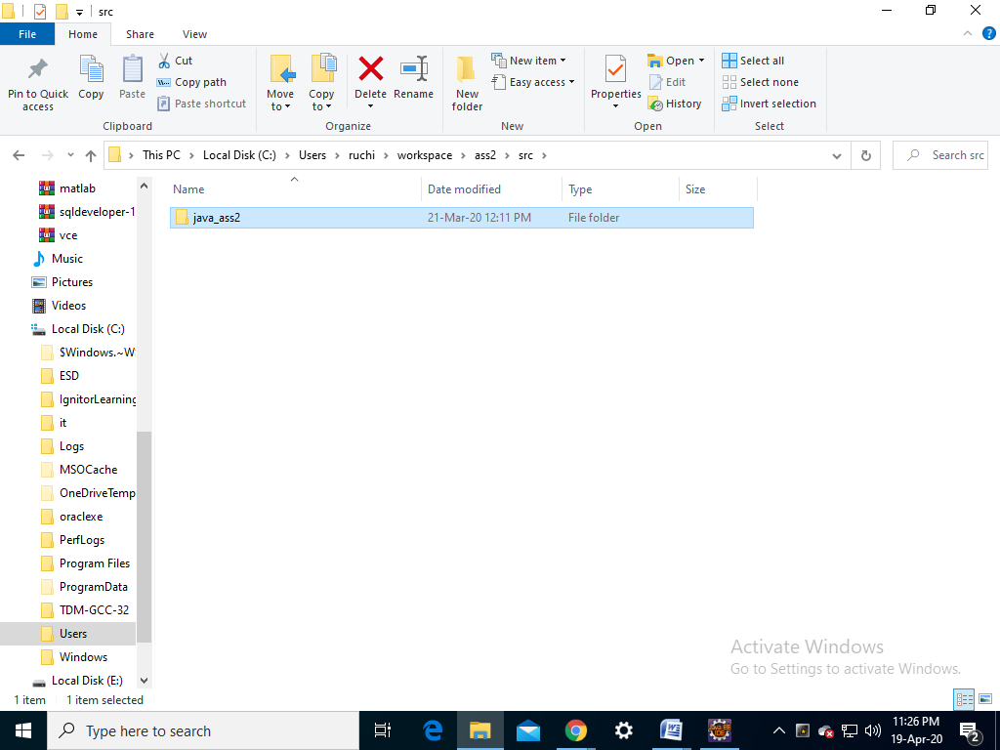 src
File Home Share View
Pin to Quick access
Copy
Paste
Cut
Copy path
Paste shortcut
Clipboard
Move to
Copy to
Delete
Rename
Organize
New folder
New item
Easy access
New
Properties
Open
Edit
History
Open
Select all
Select none
Invert selection
Select
This PC > Local Disk (C:) > Users > ruchi > workspace > ass2 > src >
Search src
Name Date modified Type Size
java_ass2 21-Mar-20 12:11 PM File folder
matlab
sqldeveloper-1
vce
Music
Pictures
Videos
Local Disk (C:)
$Windows.~W
ESD
IgnitorLearning
it
Logs
MSOCache
OneDriveTemp
oraclexe
PerfLogs
Program Files
ProgramData
TDM-GCC-32
Users
Windows
Local Disk (E:)
Activate Windows
Go to Settings to activate Windows.
1 item 1 item selected
Type here to search
11:26 PM
19-Apr-20
2